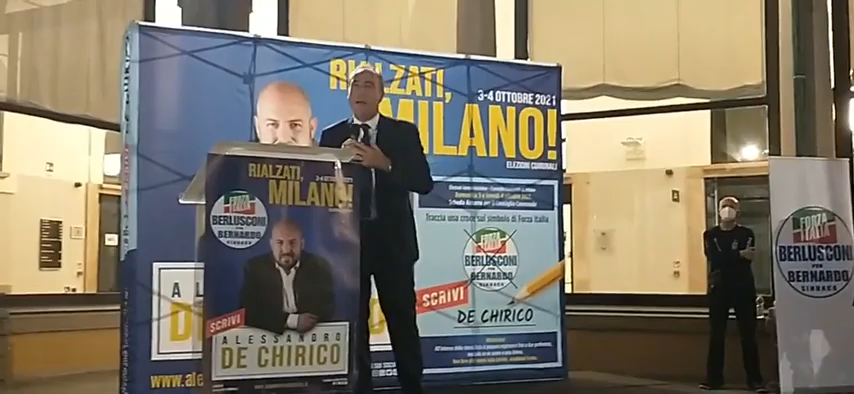 RIALZATI,
3-4 OTTOBRE 2021
MILANO!
ELEZIONI COMUNALI
Traccia una croce sul simbolo di Forza Italia
FORZA
ITALIA
BERLUSCONI
PER
BERNARDO
SINDACO
SCRIVI
DE CHIRICO
www.ale
RIALZATI,
3-4 OTTOBRE 2021
MILANO!
FORZA
ITALIA
BERLUSCONI
PER
BERNARDO
SINDACO
SCRIVI
ALESSANDRO
DE CHIRICO
FORZA
ITALIA
BERLUSCONI
PER
BERNARDO
SINDACO